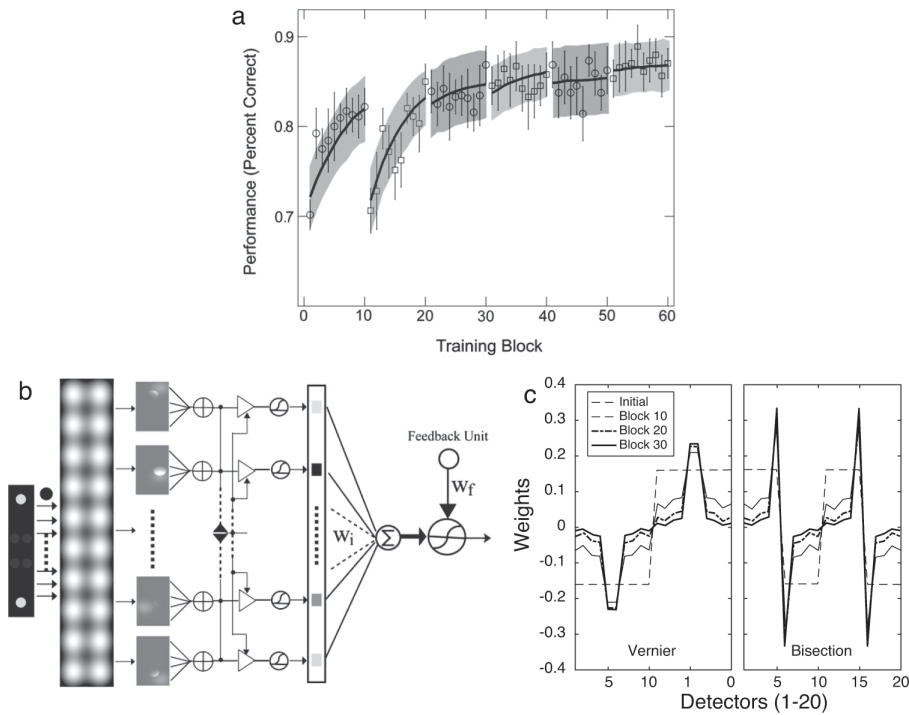 a
0.9
0.8
0.7
Performance (Percent Correct)
0 10 20 30 40 50 60
Training Block
b
Feedback Unit
Wf
Wi
Σ
c
0.4
0.3
0.2
0.1
0
-0.1
-0.2
-0.3
-0.4
Weights
Initial
Block 10
Block 20
Block 30
Vernier
Bisection
5 10 1 0 5 10 15 20
Detectors (1-20)